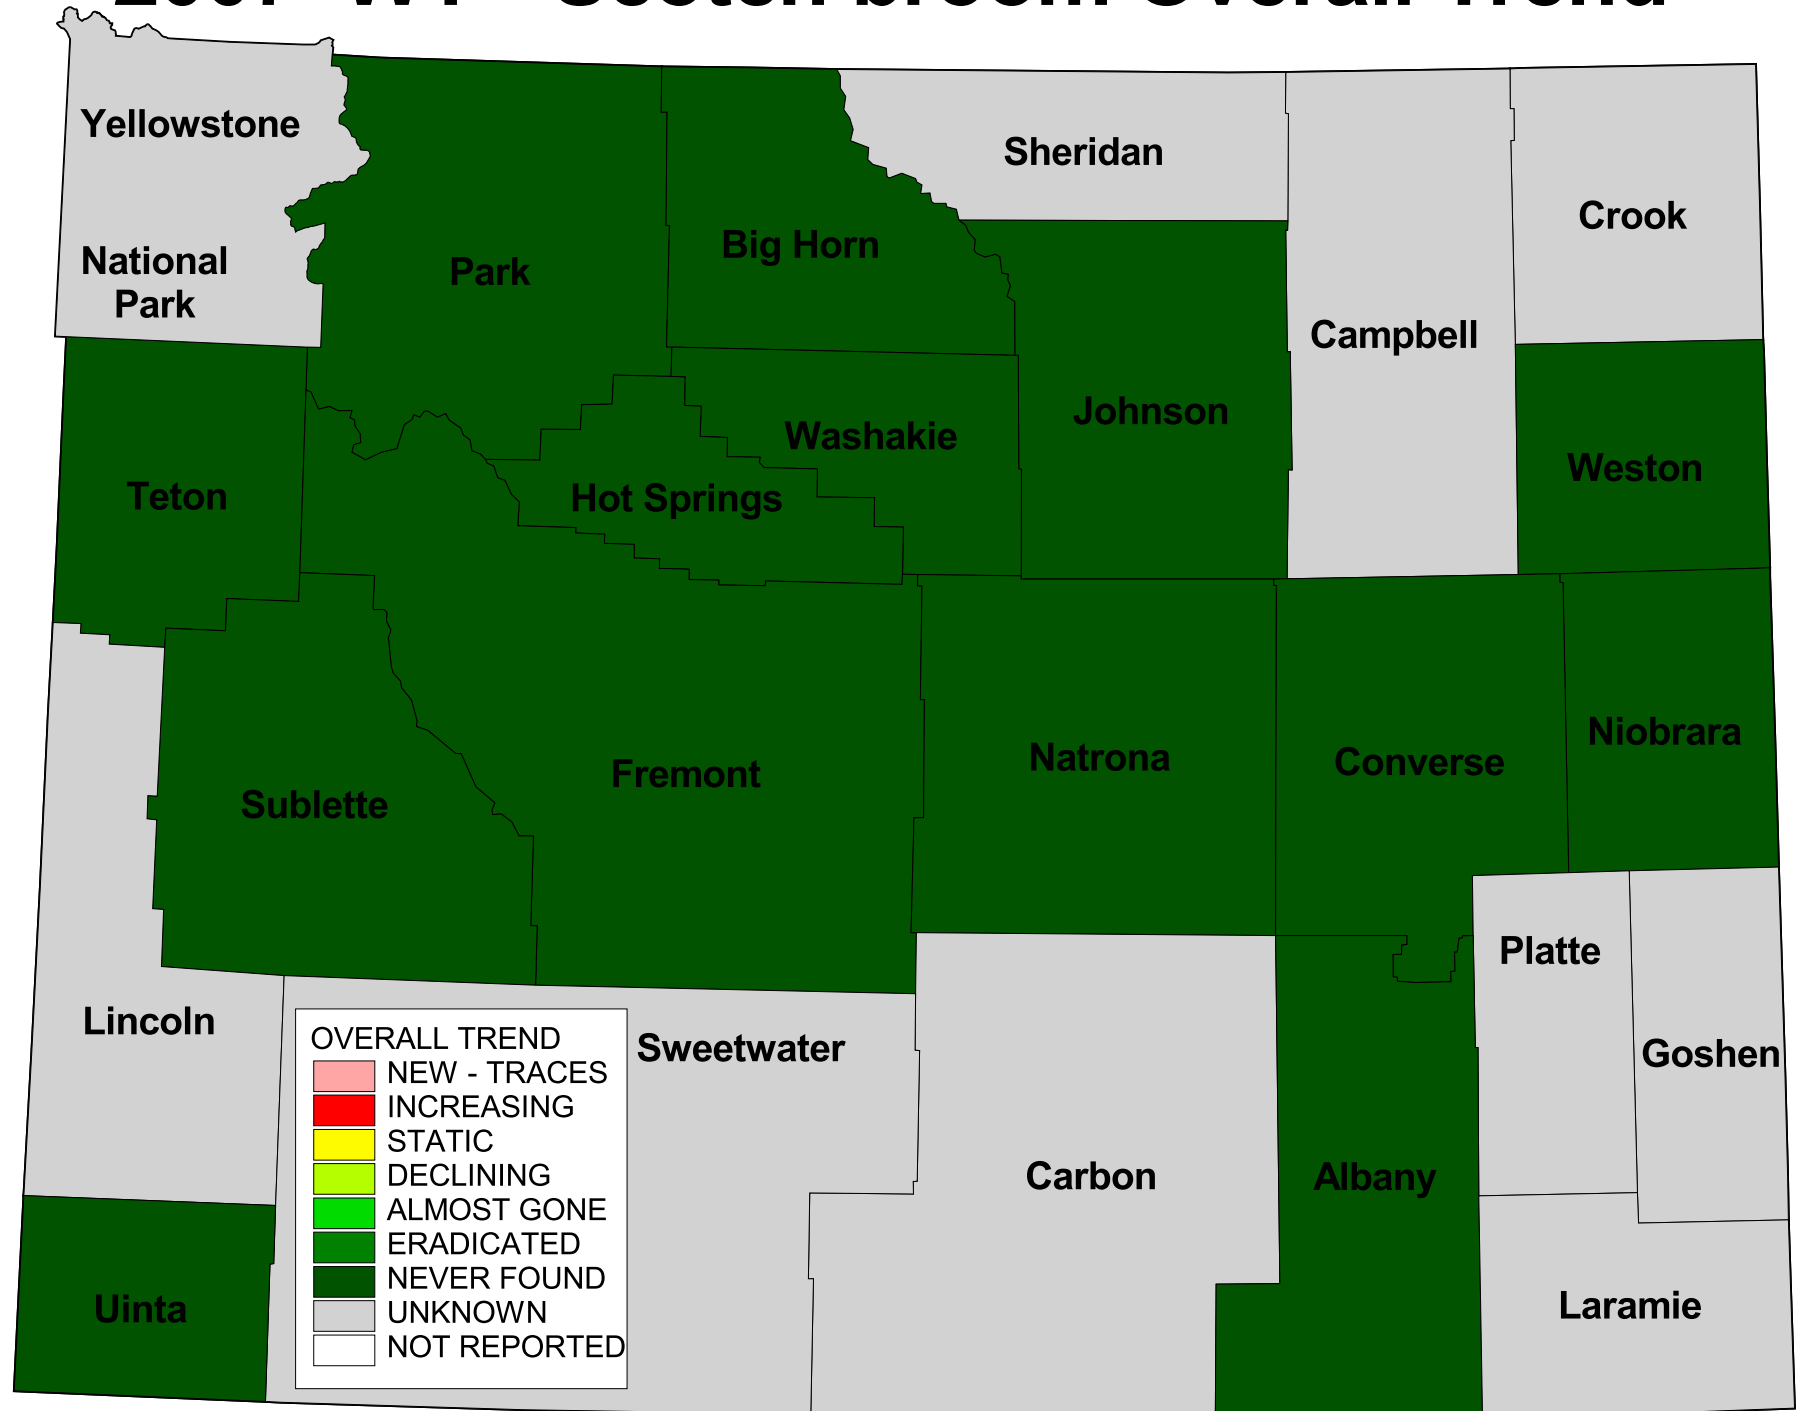 Yellowstone
National
Park
Park
Big Horn
Sheridan
Campbell
Crook
Johnson
Washakie
Hot Springs
Weston
Teton
Sublette
Fremont
Natrona
Converse
Niobrara
Lincoln
Sweetwater
Carbon
Albany
Platte
Goshen
Laramie
Uinta
OVERALL TREND
NEW - TRACES
INCREASING
STATIC
DECLINING
ALMOST GONE
ERADICATED
NEVER FOUND
UNKNOWN
NOT REPORTED